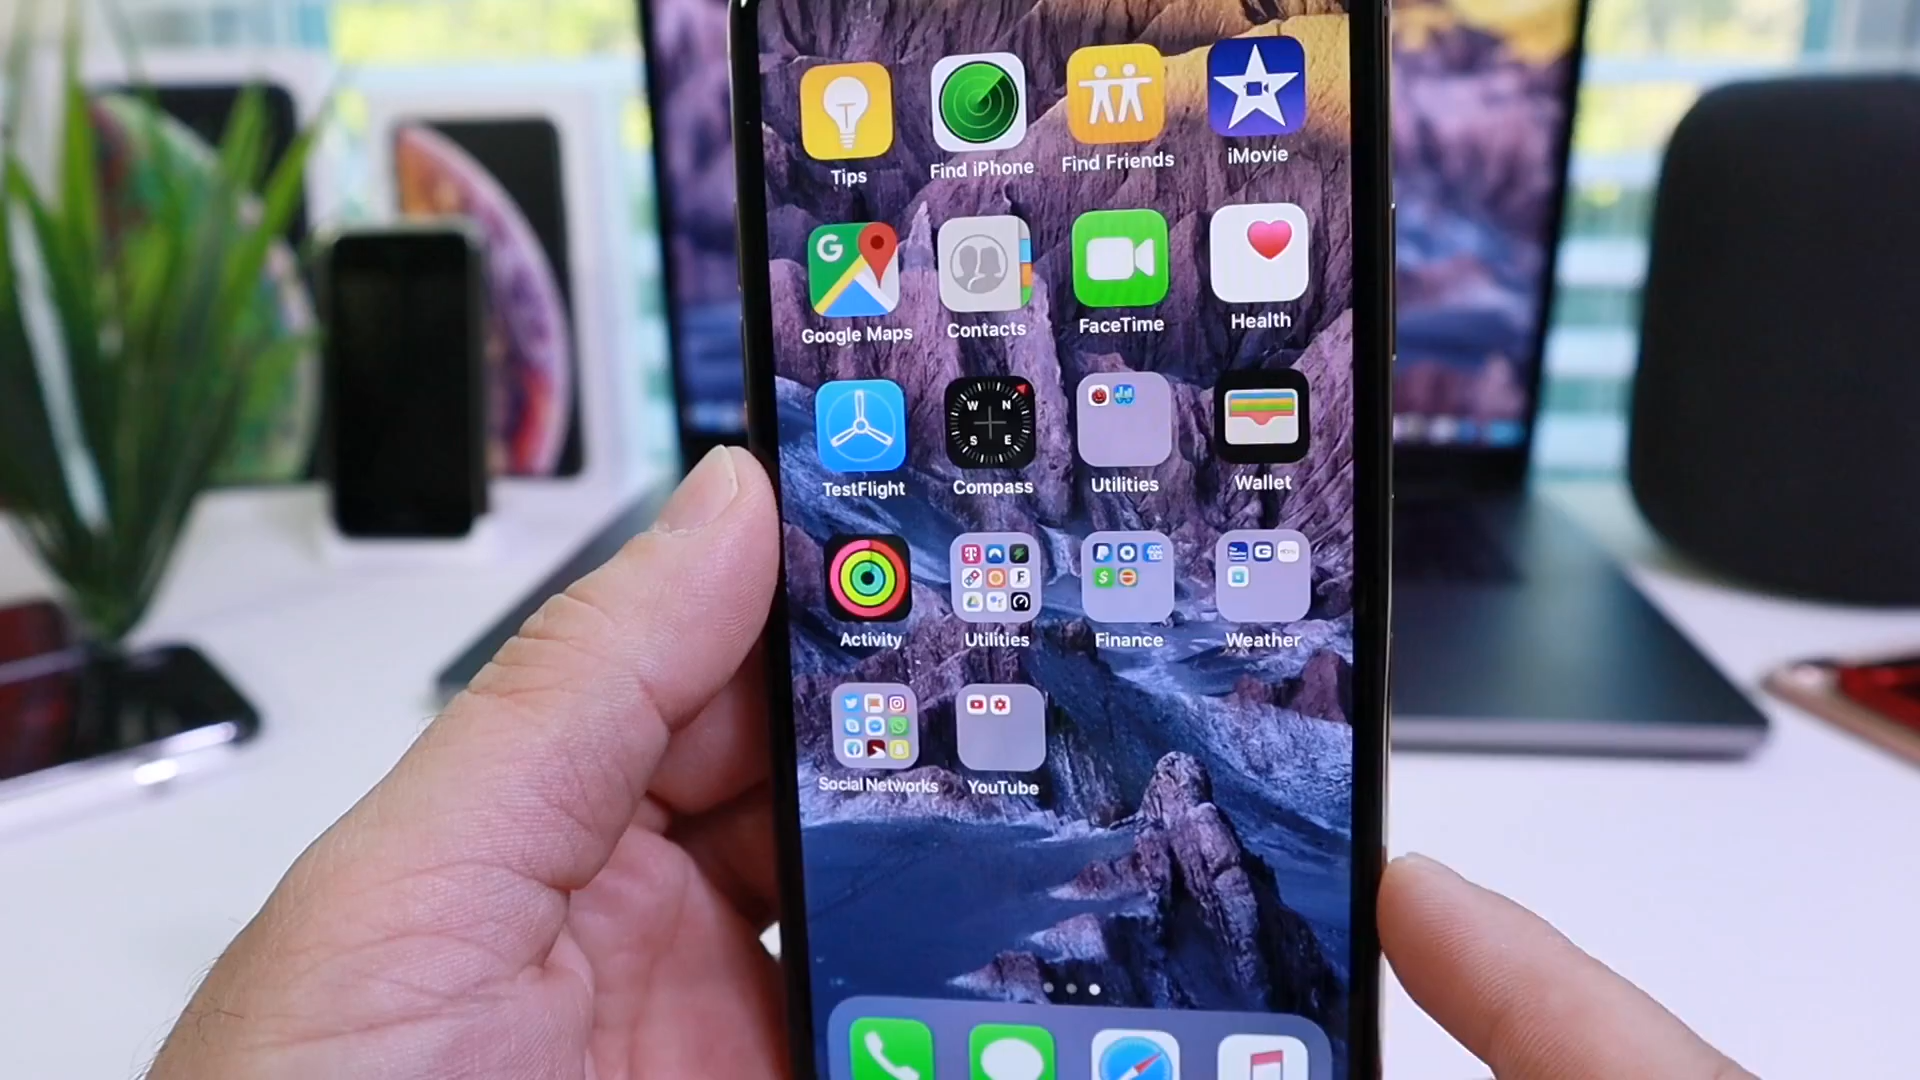 Tips
Find iPhone
Find Friends
iMovie
G
Google Maps
Contacts
FaceTime
Health
W N
S E
TestFlight
Compass
Utilities
Wallet
Activity
Utilities
Finance
Weather
Social Networks
YouTube